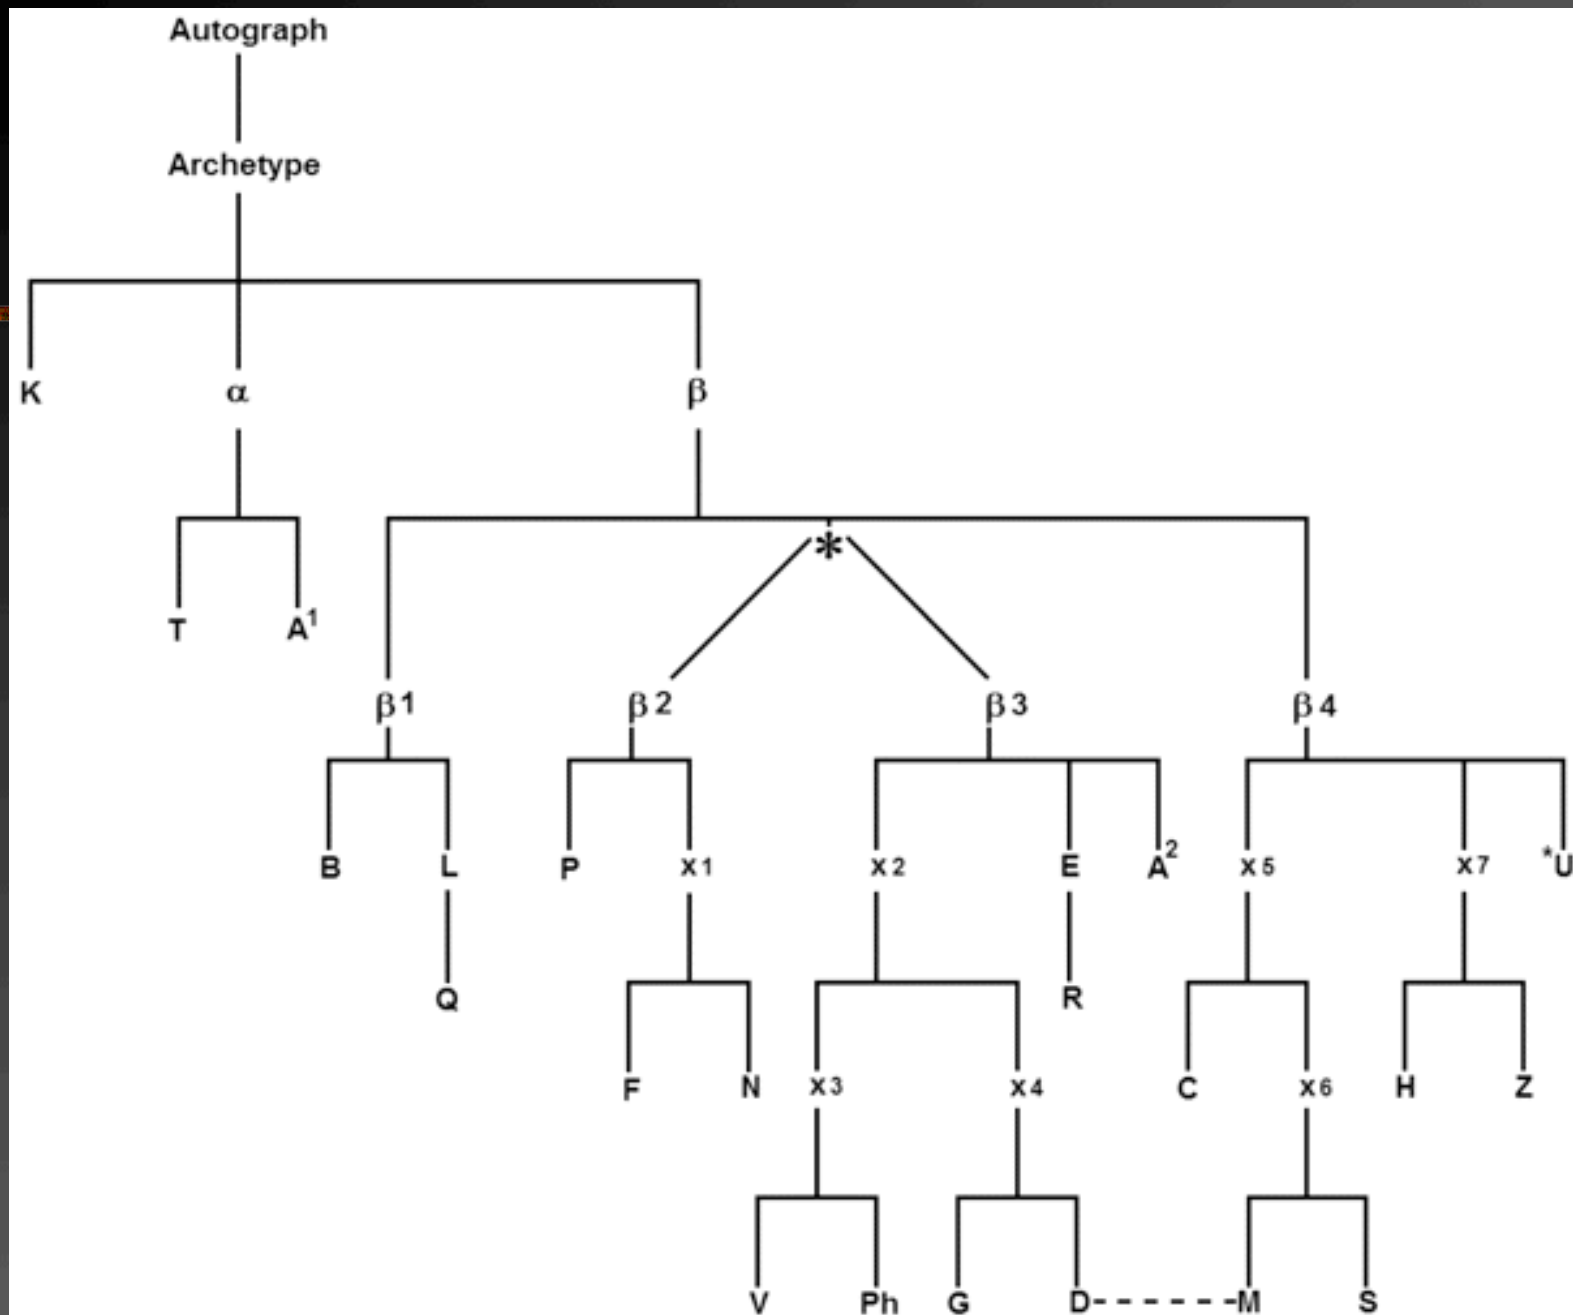 Autograph
Archetype
K α β
*
T A¹
β1 β2 β3 β4
B L P x1 x2 E A² x5 x7 *U
Q R
F N x3 x4 C x6 H Z
V Ph G D M S